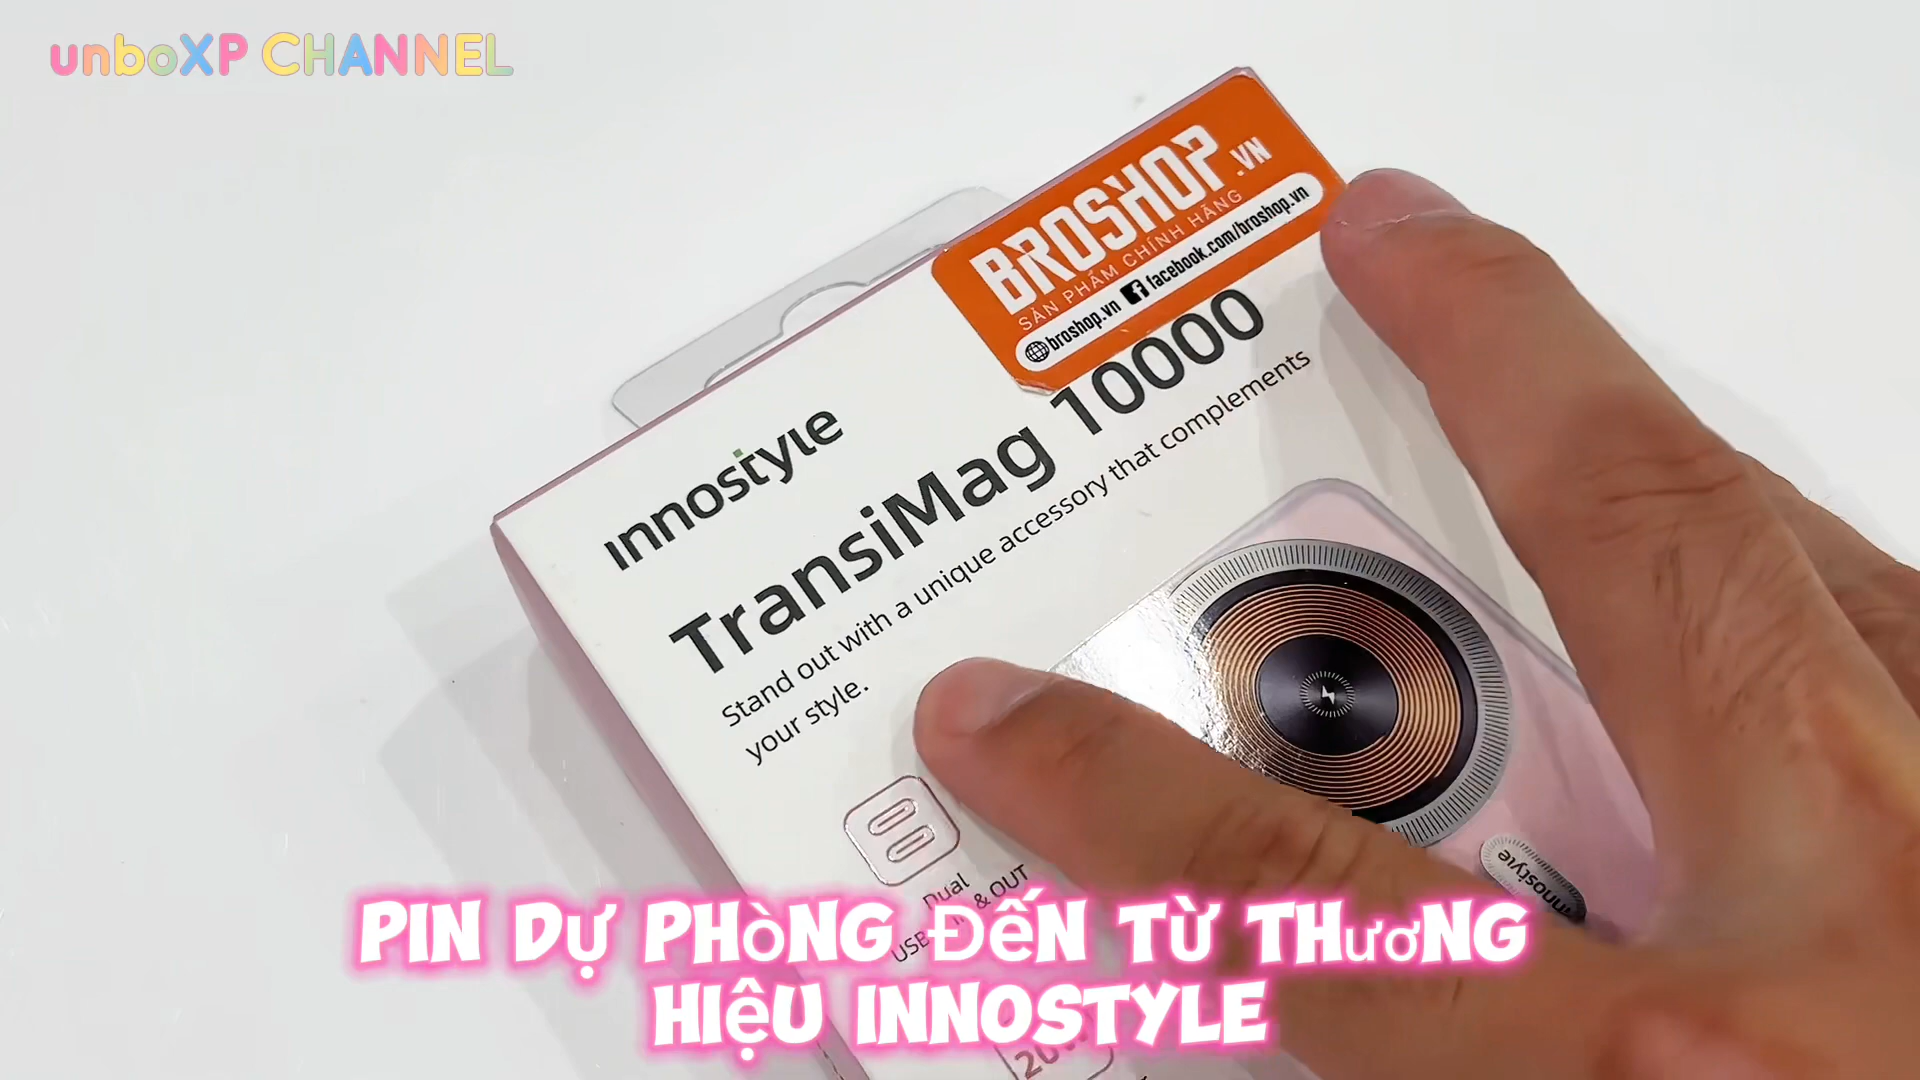 unboXP CHANNEL
BROSHOP.VN
SẢN PHẨM CHÍNH HÃNG
broshop.vn facebook.com/broshop.vn
innostyle
TransiMag 10000
Stand out with a unique accessory that complements
your style.
innostyle
Dual
& OUT
PIN DỰ PHÒNG ĐẾN TỪ THƯƠNG
HIỆU INNOSTYLE